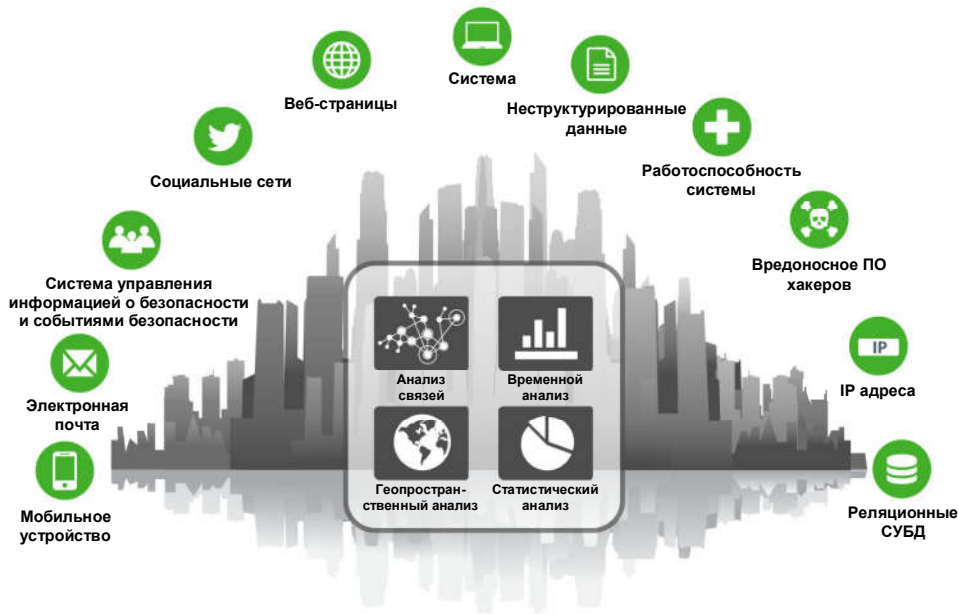 Система
Веб-страницы
Неструктурированные
данные
Социальные сети
Работоспособность
системы
Система управления
информацией о безопасности
и событиями безопасности
Вредоносное ПО
хакеров
Электронная
почта
IP
IP адреса
Мобильное
устройство
Реляционные
СУБД
Анализ
связей
Временной
анализ
Геопростран-
ственный анализ
Статистический
анализ